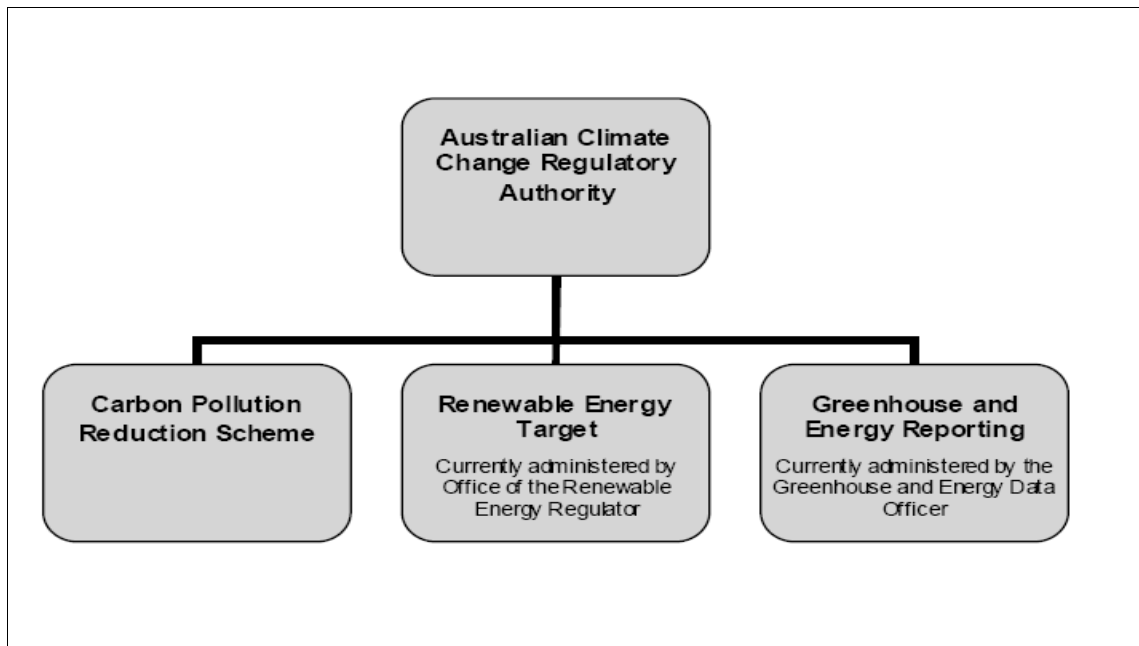 Australian Climate
Change Regulatory
Authority
Carbon Pollution
Reduction Scheme
Renewable Energy
Target
Currently administered by
Office of the Renewable
Energy Regulator
Greenhouse and
Energy Reporting
Currently administered by the
Greenhouse and Energy Data
Officer